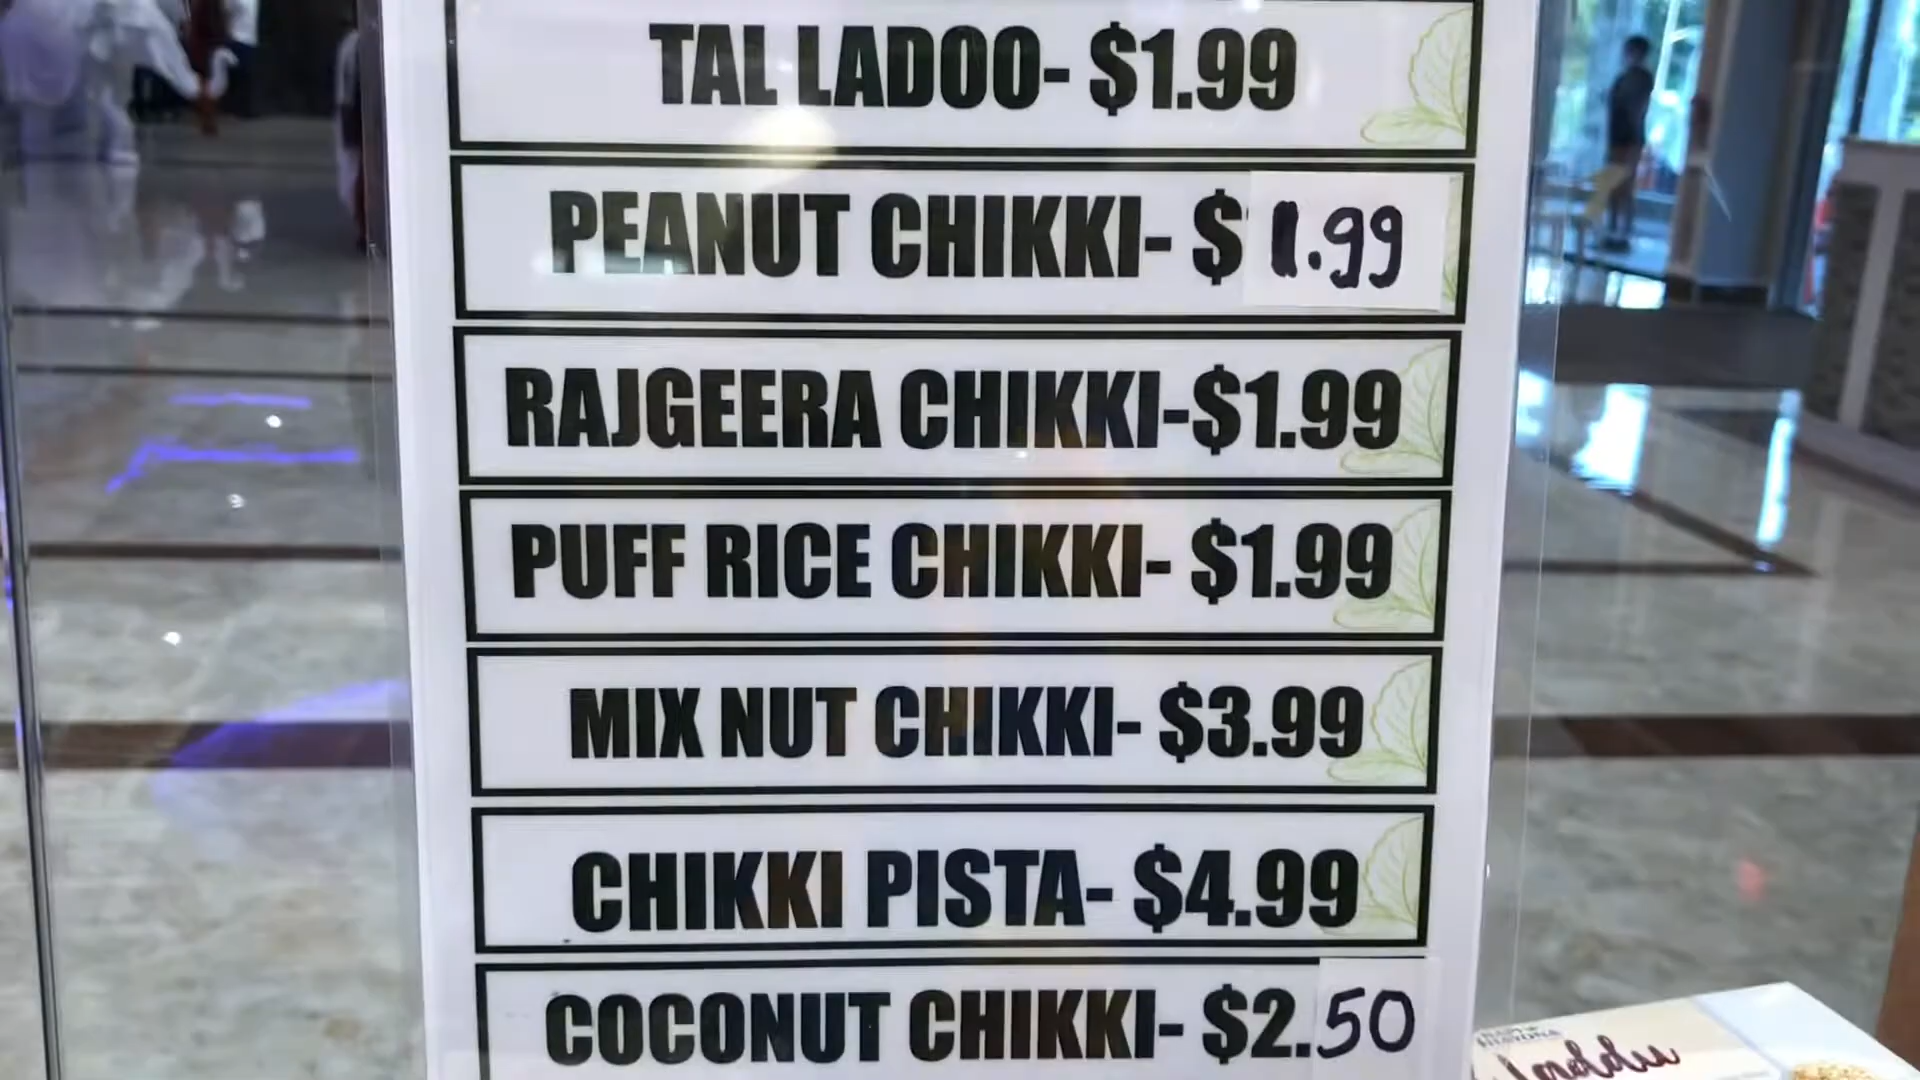 TAL LADOO- $1.99
PEANUT CHIKKI- $1.99
RAJGEERA CHIKKI-$1.99
PUFF RICE CHIKKI- $1.99
MIX NUT CHIKKI- $3.99
CHIKKI PISTA- $4.99
COCONUT CHIKKI- $2.50